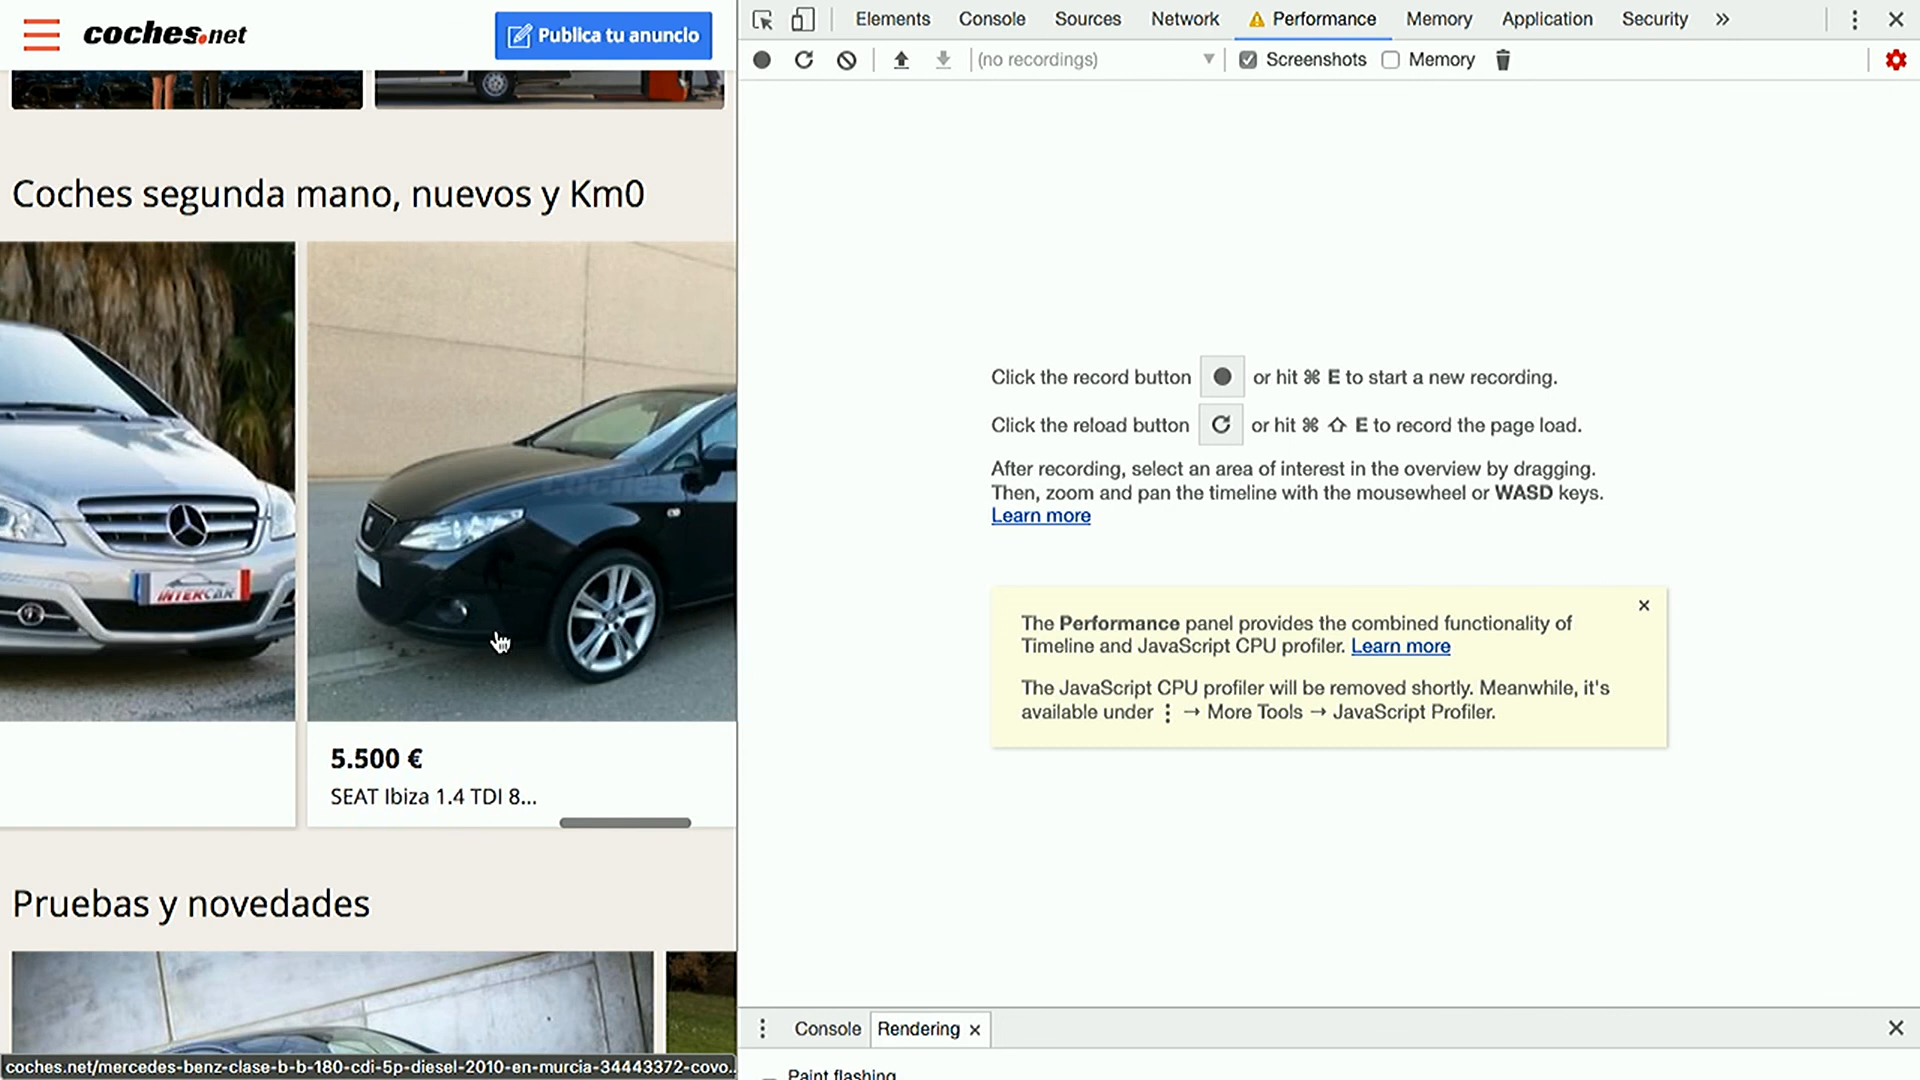 coches.net
Publica tu anuncio
Coches segunda mano, nuevos y Km0
INTERCAR
coches
5.500 €
SEAT Ibiza 1.4 TDI 8...
Pruebas y novedades
coches.net/mercedes-benz-clase-b-b-180-cdi-5p-diesel-2010-en-murcia-34443372-covo...
Elements Console Sources Network Performance Memory Application Security »
(no recordings) Screenshots Memory
Click the record button or hit ⌘ E to start a new recording.
Click the reload button or hit ⌘ ⇧ E to record the page load.
After recording, select an area of interest in the overview by dragging.
Then, zoom and pan the timeline with the mousewheel or WASD keys.
Learn more
The Performance panel provides the combined functionality of
Timeline and JavaScript CPU profiler. Learn more
The JavaScript CPU profiler will be removed shortly. Meanwhile, it's
available under ⋮ → More Tools → JavaScript Profiler.
Console Rendering
Paint flashing